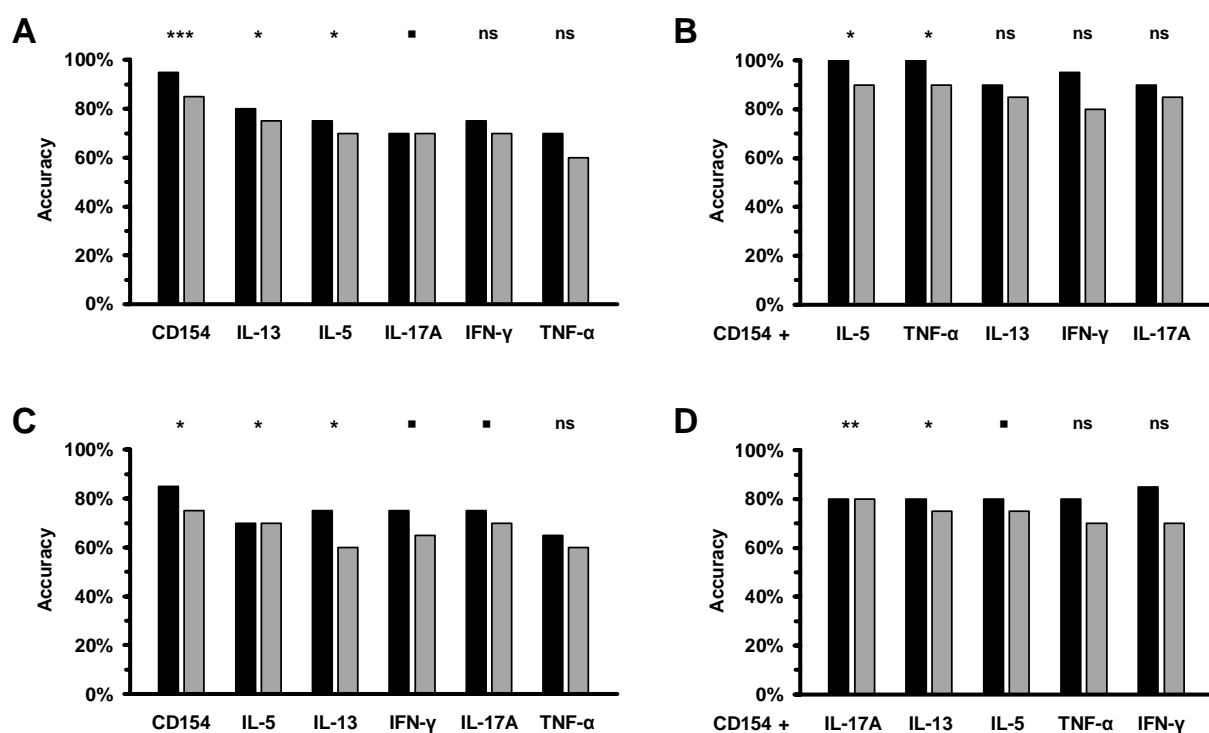 A
*** * * ▪ ns ns
100%
80%
60%
40%
20%
0%
Accuracy
CD154 IL-13 IL-5 IL-17A IFN-γ TNF-α
B
* * ns ns ns
100%
80%
60%
40%
20%
0%
Accuracy
CD154 + IL-5 TNF-α IL-13 IFN-γ IL-17A
C
* * * ▪ ▪ ns
100%
80%
60%
40%
20%
0%
Accuracy
CD154 IL-5 IL-13 IFN-γ IL-17A TNF-α
D
** * ▪ ns ns
100%
80%
60%
40%
20%
0%
Accuracy
CD154 + IL-17A IL-13 IL-5 TNF-α IFN-γ